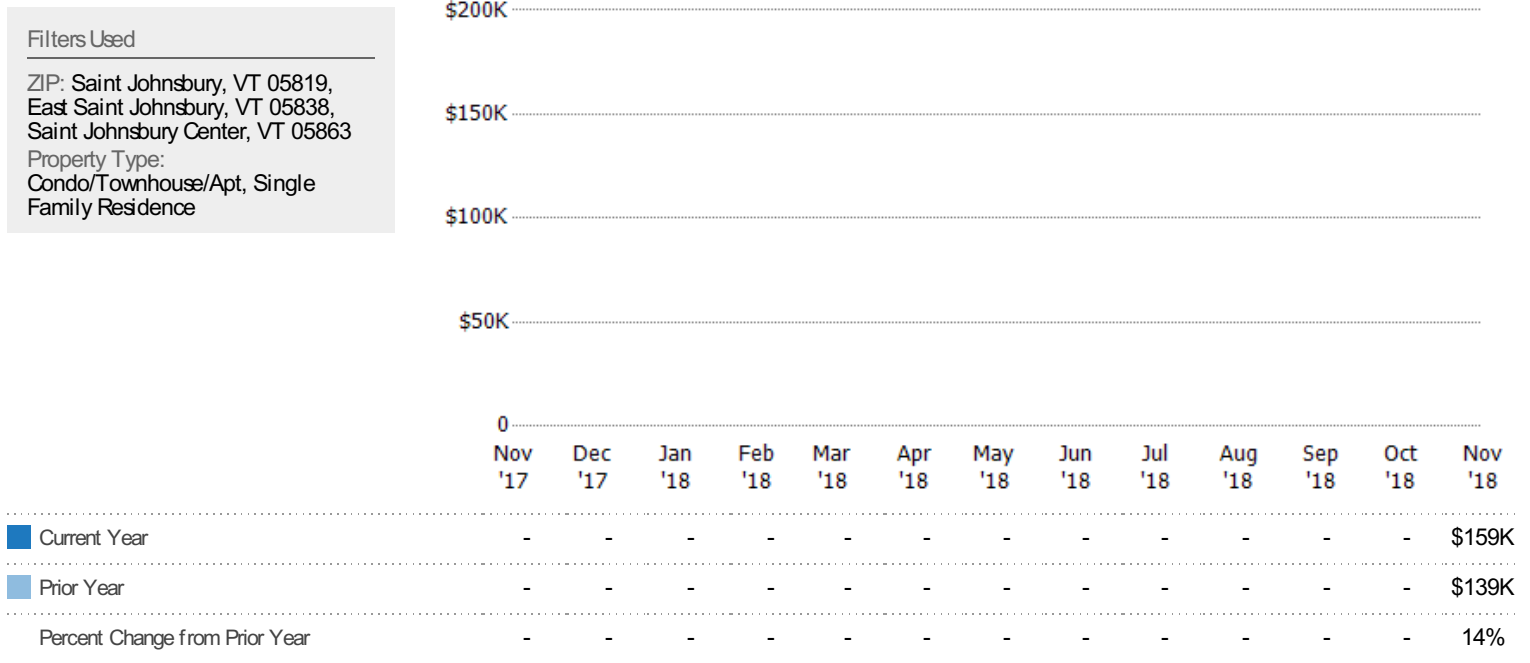 Filters Used
ZIP: Saint Johnsbury, VT 05819,
East Saint Johnsbury, VT 05838,
Saint Johnsbury Center, VT 05863
Property Type:
Condo/Townhouse/Apt, Single
Family Residence
$200K
$150K
$100K
$50K
0
Nov '17 Dec '17 Jan '18 Feb '18 Mar '18 Apr '18 May '18 Jun '18 Jul '18 Aug '18 Sep '18 Oct '18 Nov '18
Current Year - - - - - - - - - - - - $159K
Prior Year - - - - - - - - - - - - $139K
Percent Change from Prior Year - - - - - - - - - - - - 14%